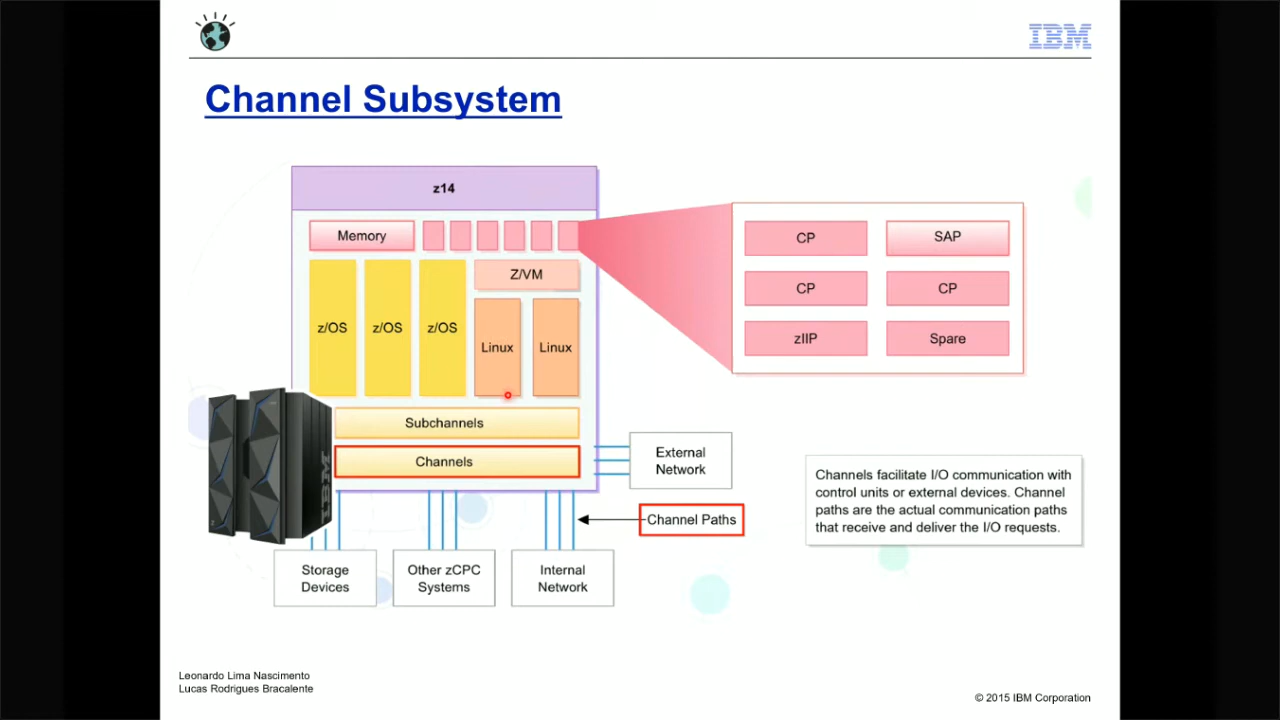 IBM
Channel Subsystem
z14
Memory
Z/VM
z/OS
z/OS
z/OS
Linux
Linux
Subchannels
Channels
CP
SAP
CP
CP
zIIP
Spare
External
Network
Channel Paths
Storage
Devices
Other zCPC
Systems
Internal
Network
Channels facilitate I/O communication with
control units or external devices. Channel
paths are the actual communication paths
that receive and deliver the I/O requests.
IBM
Leonardo Lima Nascimento
Lucas Rodrigues Bracalente
© 2015 IBM Corporation